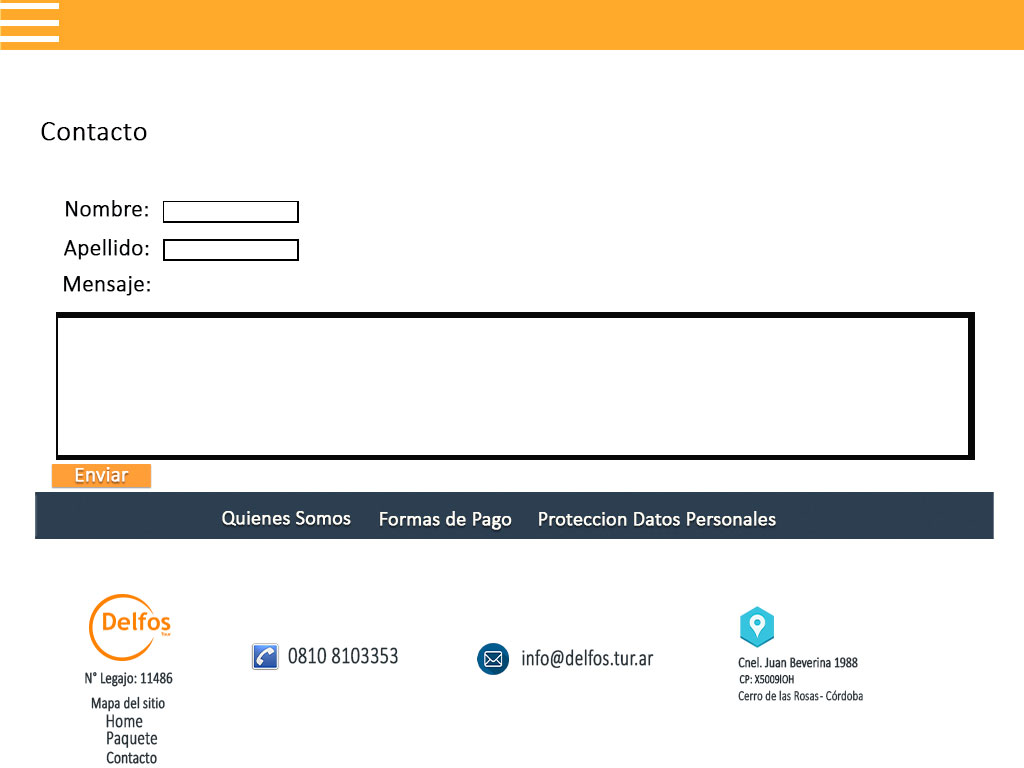 Contacto
Nombre:
Apellido:
Mensaje:
Enviar
Quienes Somos Formas de Pago Proteccion Datos Personales
Delfos
tour
N° Legajo: 11486
Mapa del sitio
Home
Paquete
Contacto
0810 8103353
info@delfos.tur.ar
Cnel. Juan Beverina 1988
CP: X5009IOH
Cerro de las Rosas - Córdoba